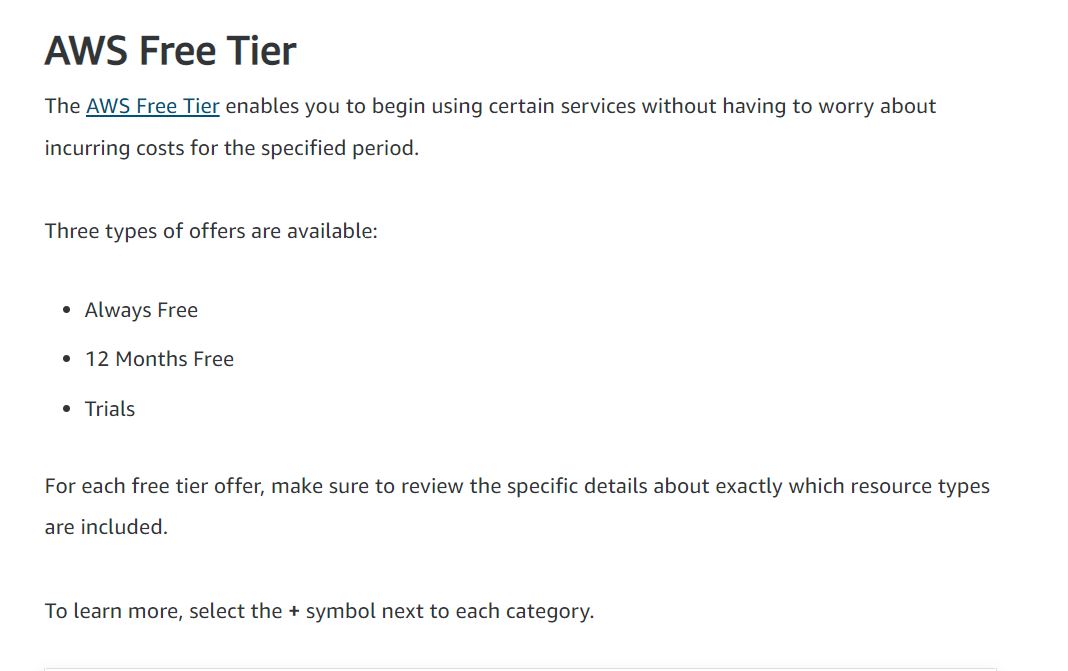 AWS Free Tier
The AWS Free Tier enables you to begin using certain services without having to worry about
incurring costs for the specified period.
Three types of offers are available:
• Always Free
• 12 Months Free
• Trials
For each free tier offer, make sure to review the specific details about exactly which resource types
are included.
To learn more, select the + symbol next to each category.